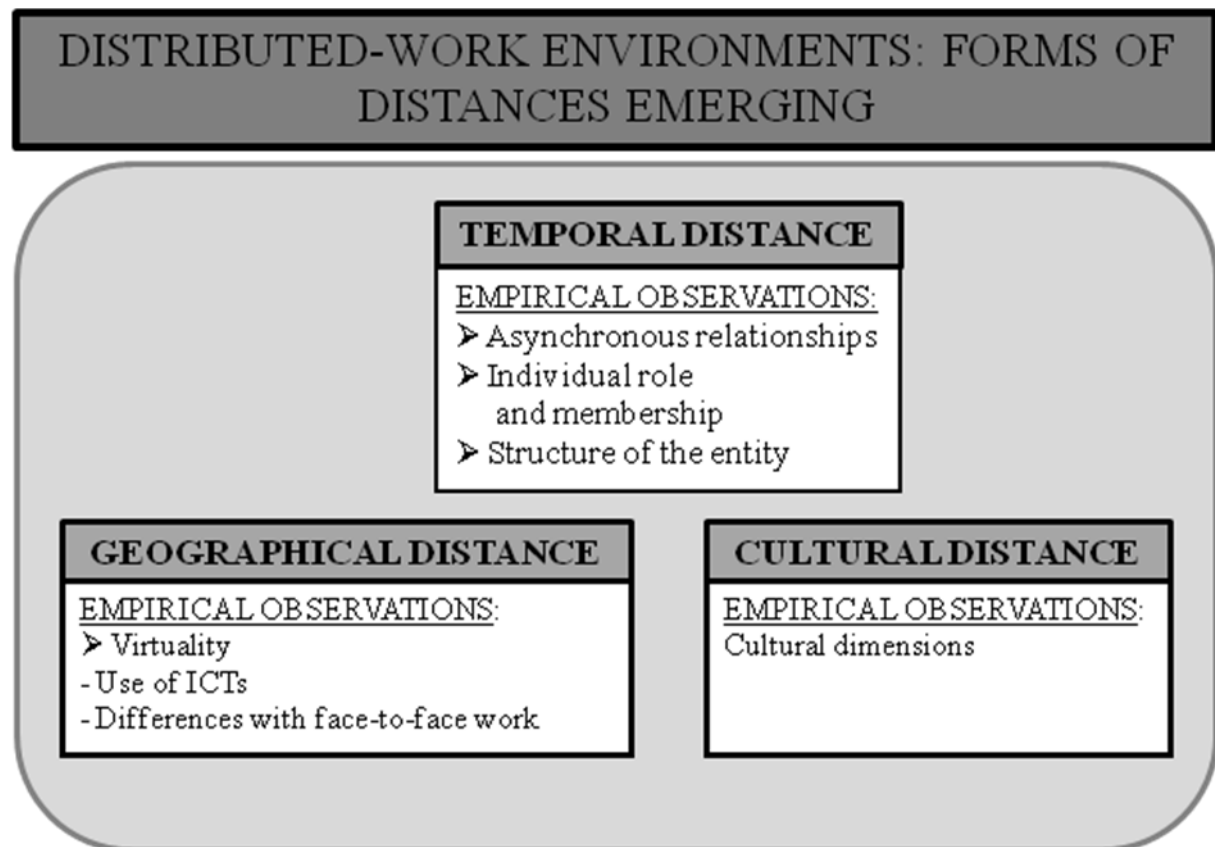 DISTRIBUTED-WORK ENVIRONMENTS: FORMS OF
DISTANCES EMERGING
TEMPORAL DISTANCE
EMPIRICAL OBSERVATIONS:
➤ Asynchronous relationships
➤ Individual role
and membership
➤ Structure of the entity
GEOGRAPHICAL DISTANCE
EMPIRICAL OBSERVATIONS:
➤ Virtuality
- Use of ICTs
- Differences with face-to-face work
CULTURAL DISTANCE
EMPIRICAL OBSERVATIONS:
Cultural dimensions